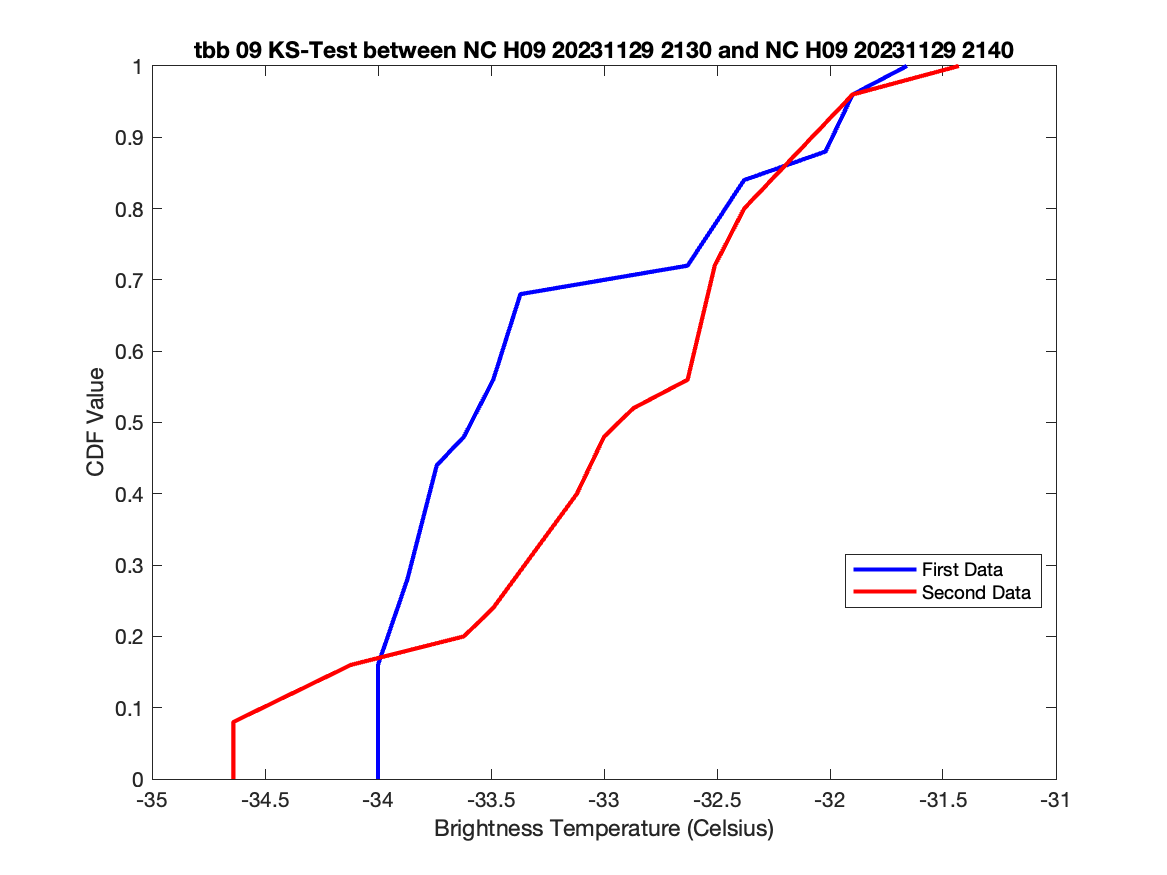 tbb 09 KS-Test between NC H09 20231129 2130 and NC H09 20231129 2140
1
0.9
0.8
0.7
0.6
0.5
0.4
0.3
0.2
0.1
0
CDF Value
First Data
Second Data
-35 -34.5 -34 -33.5 -33 -32.5 -32 -31.5 -31
Brightness Temperature (Celsius)